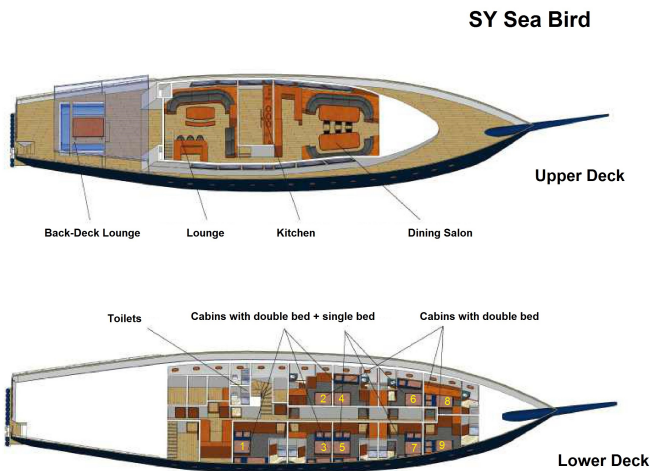 SY Sea Bird
Upper Deck
Back-Deck Lounge Lounge Kitchen Dining Salon
Toilets Cabins with double bed + single bed Cabins with double bed
2 4 6 8
1 3 5 7 9
Lower Deck